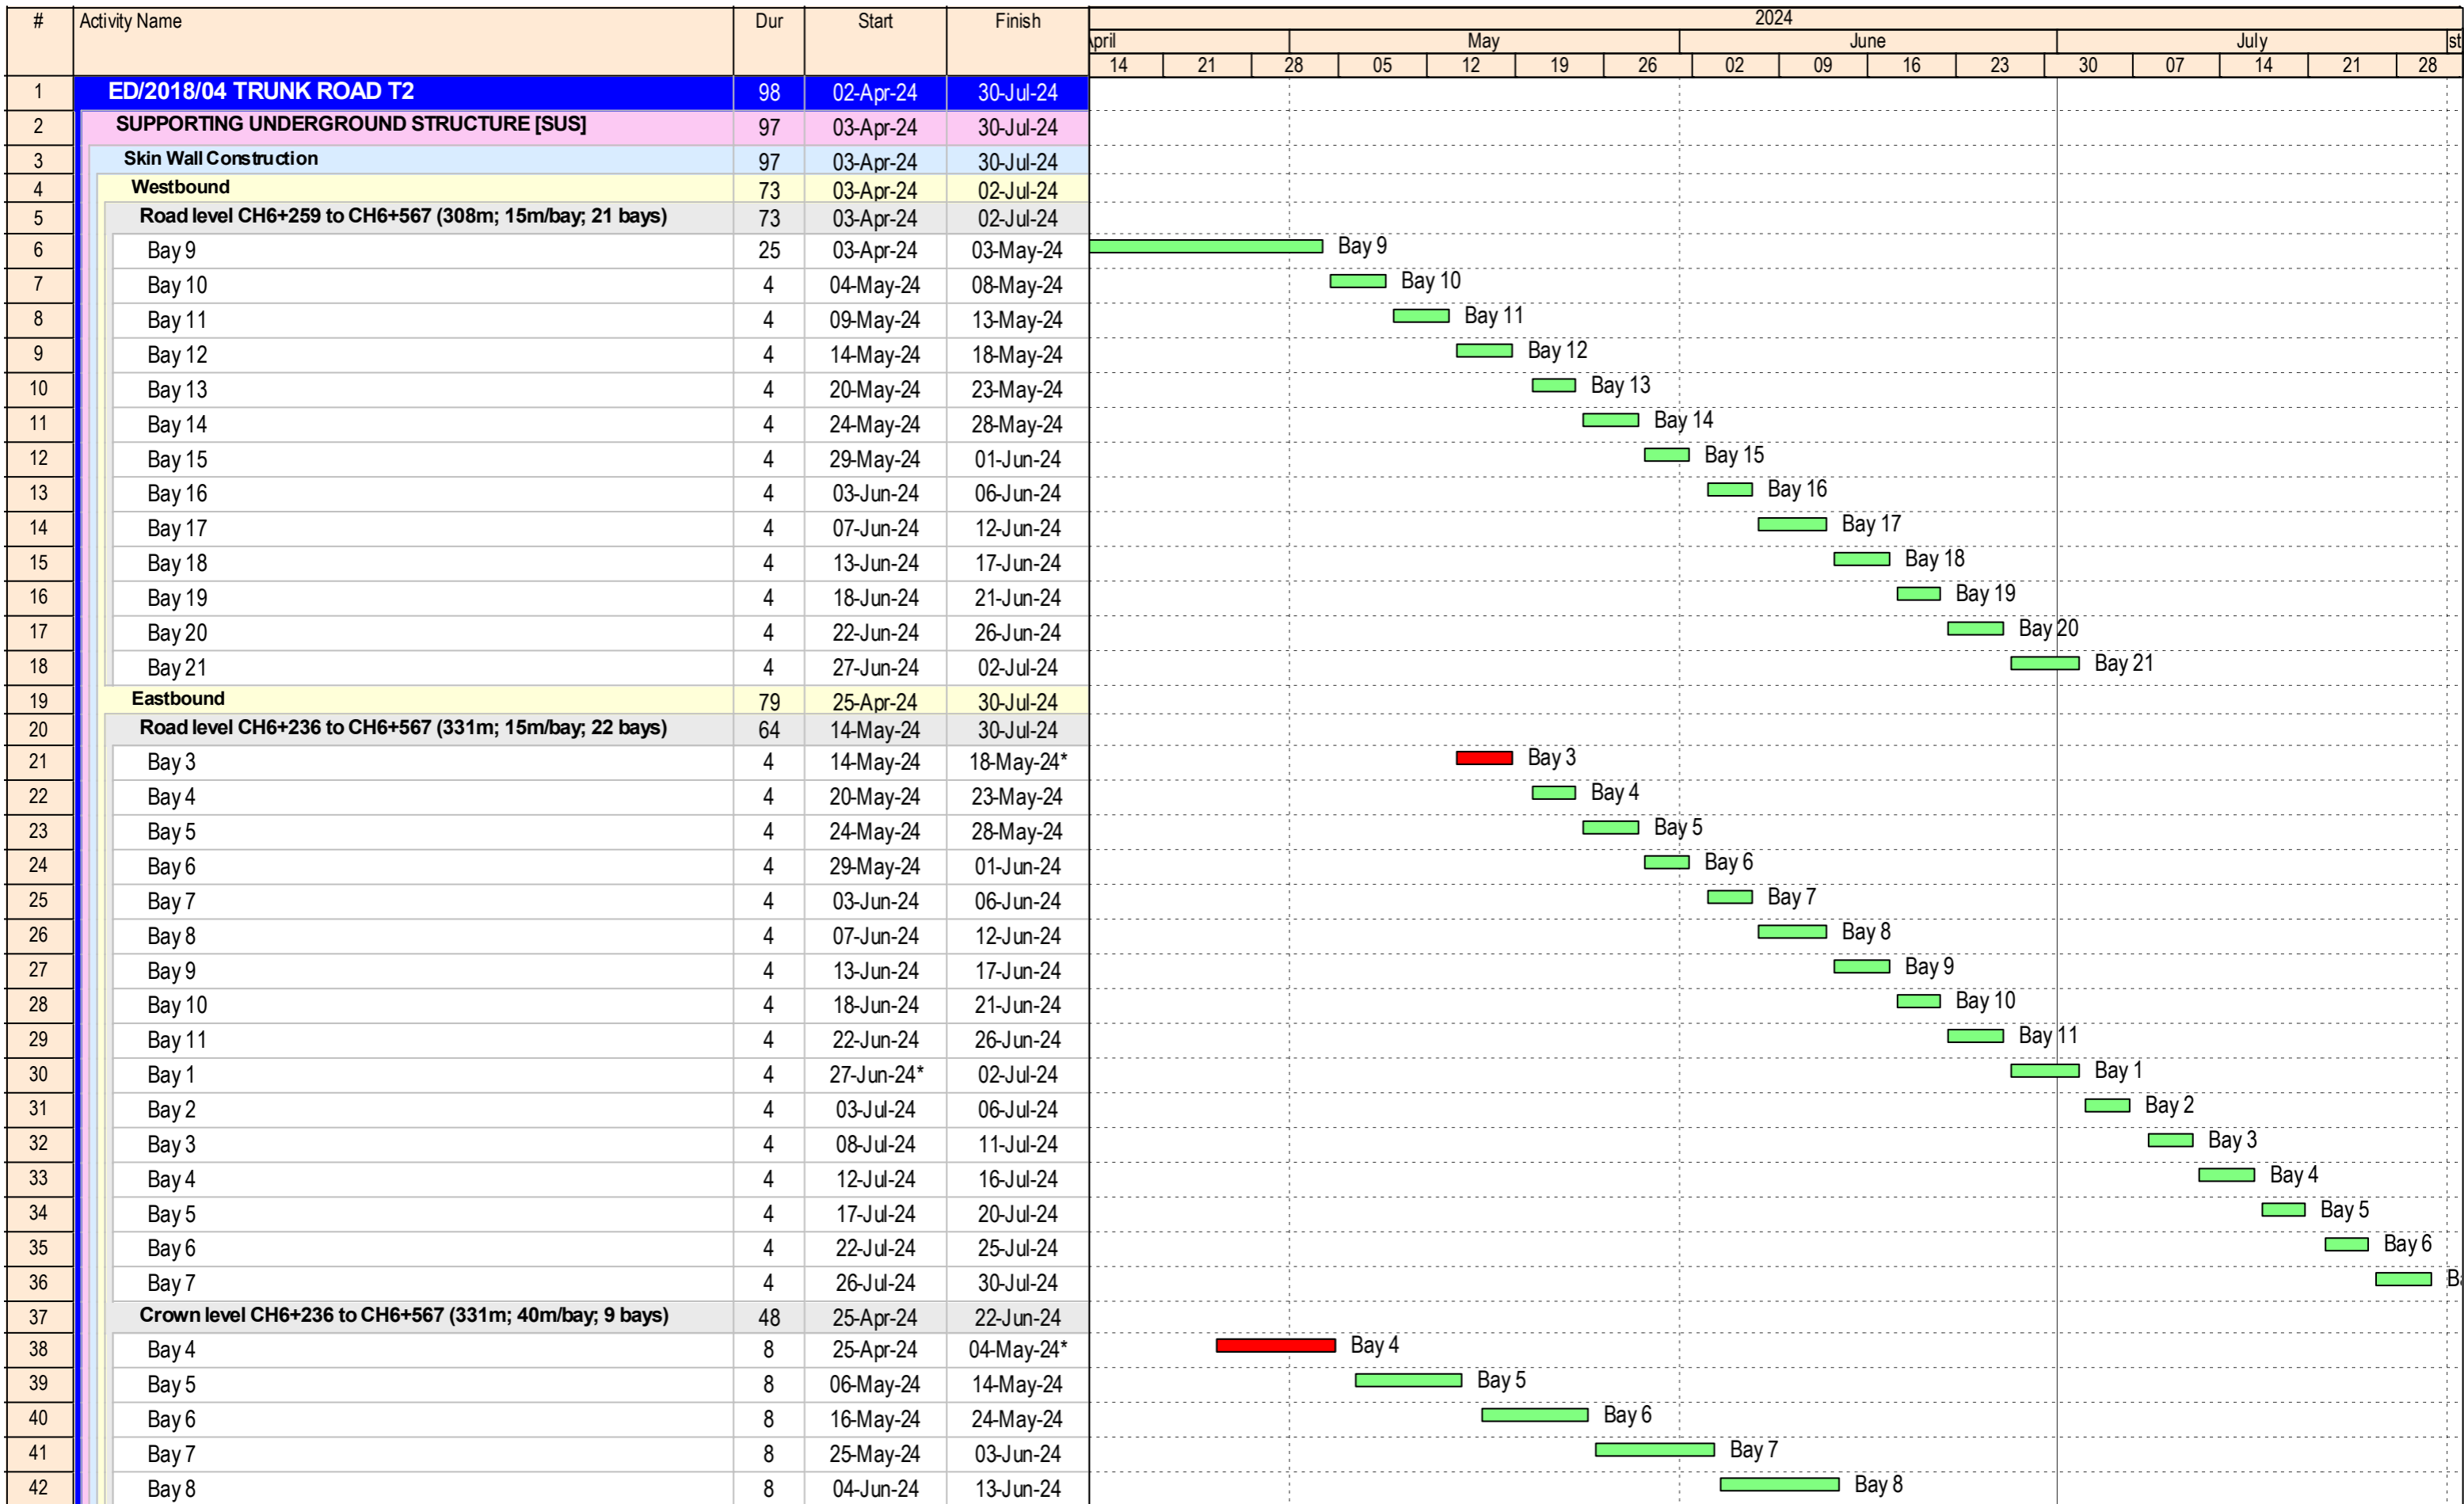 # Activity Name Dur Start Finish 2024
April May June July st
14 21 28 05 12 19 26 02 09 16 23 30 07 14 21 28
1 ED/2018/04 TRUNK ROAD T2 98 02-Apr-24 30-Jul-24
2 SUPPORTING UNDERGROUND STRUCTURE [SUS] 97 03-Apr-24 30-Jul-24
3 Skin Wall Construction 97 03-Apr-24 30-Jul-24
4 Westbound 73 03-Apr-24 02-Jul-24
5 Road level CH6+259 to CH6+567 (308m; 15m/bay; 21 bays) 73 03-Apr-24 02-Jul-24
6 Bay 9 25 03-Apr-24 03-May-24 Bay 9
7 Bay 10 4 04-May-24 08-May-24 Bay 10
8 Bay 11 4 09-May-24 13-May-24 Bay 11
9 Bay 12 4 14-May-24 18-May-24 Bay 12
10 Bay 13 4 20-May-24 23-May-24 Bay 13
11 Bay 14 4 24-May-24 28-May-24 Bay 14
12 Bay 15 4 29-May-24 01-Jun-24 Bay 15
13 Bay 16 4 03-Jun-24 06-Jun-24 Bay 16
14 Bay 17 4 07-Jun-24 12-Jun-24 Bay 17
15 Bay 18 4 13-Jun-24 17-Jun-24 Bay 18
16 Bay 19 4 18-Jun-24 21-Jun-24 Bay 19
17 Bay 20 4 22-Jun-24 26-Jun-24 Bay 20
18 Bay 21 4 27-Jun-24 02-Jul-24 Bay 21
19 Eastbound 79 25-Apr-24 30-Jul-24
20 Road level CH6+236 to CH6+567 (331m; 15m/bay; 22 bays) 64 14-May-24 30-Jul-24
21 Bay 3 4 14-May-24 18-May-24* Bay 3
22 Bay 4 4 20-May-24 23-May-24 Bay 4
23 Bay 5 4 24-May-24 28-May-24 Bay 5
24 Bay 6 4 29-May-24 01-Jun-24 Bay 6
25 Bay 7 4 03-Jun-24 06-Jun-24 Bay 7
26 Bay 8 4 07-Jun-24 12-Jun-24 Bay 8
27 Bay 9 4 13-Jun-24 17-Jun-24 Bay 9
28 Bay 10 4 18-Jun-24 21-Jun-24 Bay 10
29 Bay 11 4 22-Jun-24 26-Jun-24 Bay 11
30 Bay 1 4 27-Jun-24* 02-Jul-24 Bay 1
31 Bay 2 4 03-Jul-24 06-Jul-24 Bay 2
32 Bay 3 4 08-Jul-24 11-Jul-24 Bay 3
33 Bay 4 4 12-Jul-24 16-Jul-24 Bay 4
34 Bay 5 4 17-Jul-24 20-Jul-24 Bay 5
35 Bay 6 4 22-Jul-24 25-Jul-24 Bay 6
36 Bay 7 4 26-Jul-24 30-Jul-24
37 Crown level CH6+236 to CH6+567 (331m; 40m/bay; 9 bays) 48 25-Apr-24 22-Jun-24
38 Bay 4 8 25-Apr-24 04-May-24* Bay 4
39 Bay 5 8 06-May-24 14-May-24 Bay 5
40 Bay 6 8 16-May-24 24-May-24 Bay 6
41 Bay 7 8 25-May-24 03-Jun-24 Bay 7
42 Bay 8 8 04-Jun-24 13-Jun-24 Bay 8